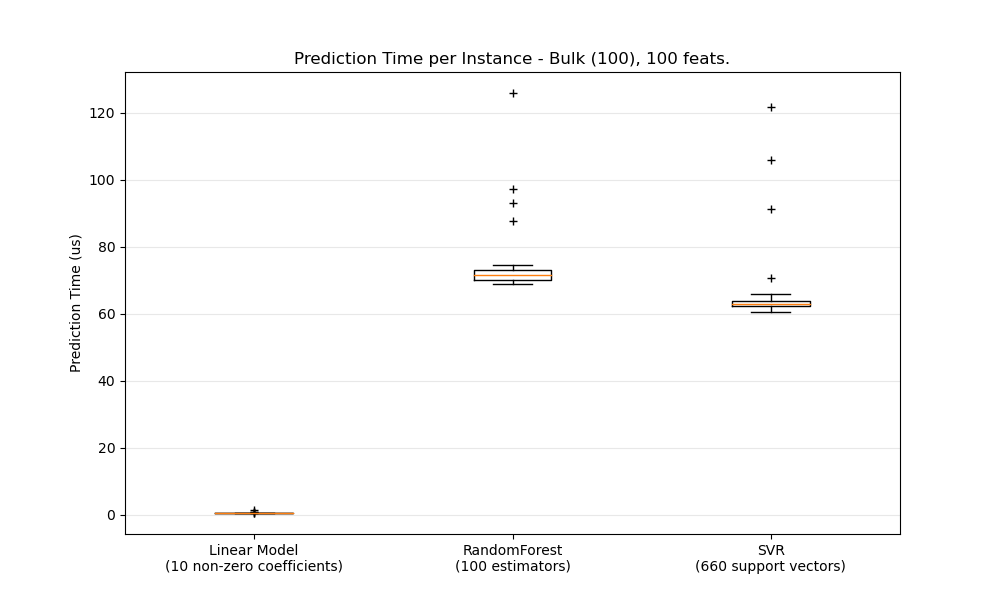 Prediction Time per Instance - Bulk (100), 100 feats.
Prediction Time (us)
120
100
80
60
40
20
0
Linear Model
(10 non-zero coefficients)
RandomForest
(100 estimators)
SVR
(660 support vectors)